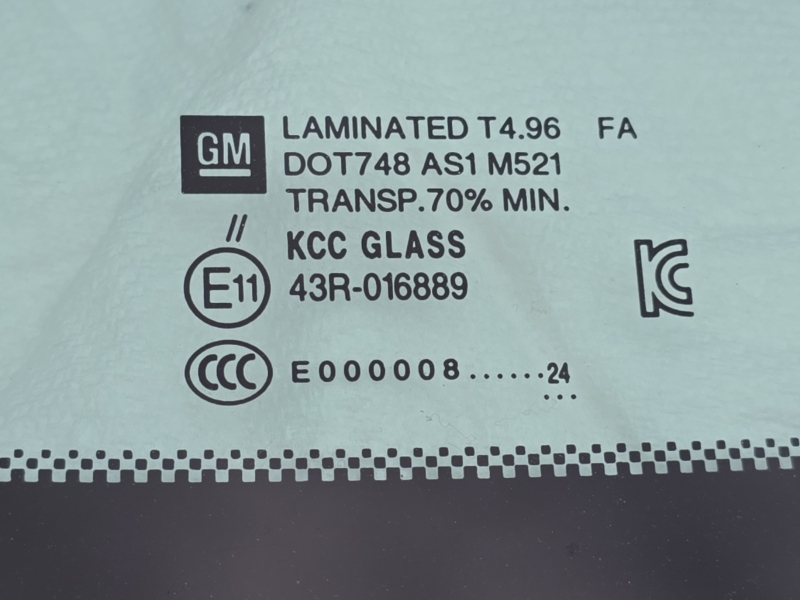 GM
LAMINATED T4.96 FA
DOT748 AS1 M521
TRANSP.70% MIN.
//
KCC GLASS
E11 43R-016889
KC
CCC E000008......24
...